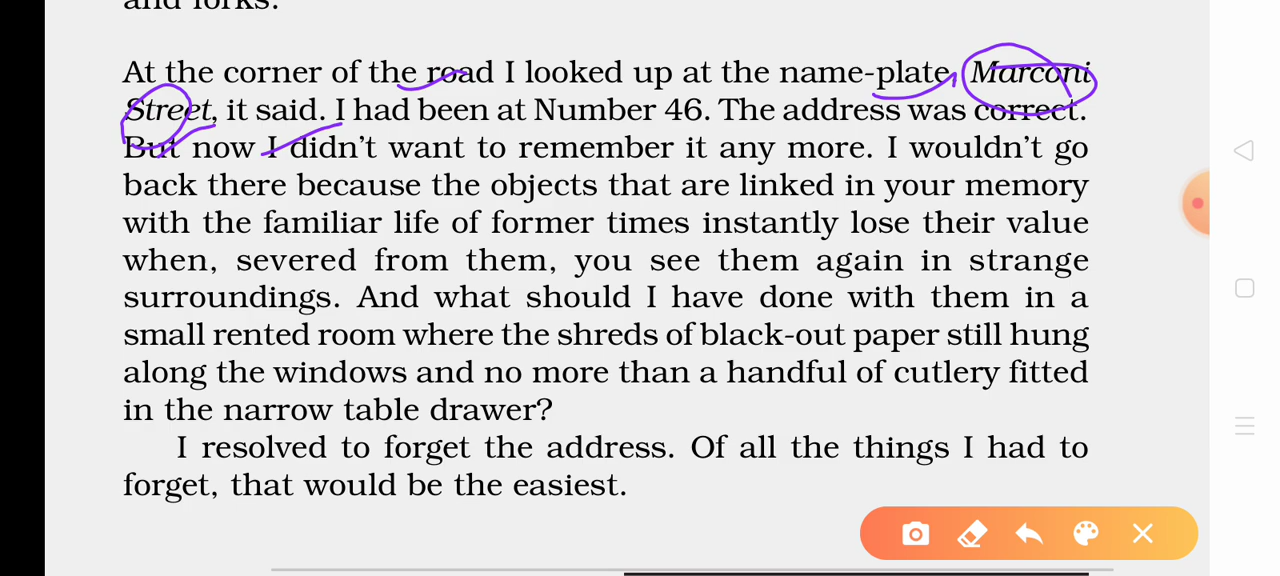 and forks.
At the corner of the road I looked up at the name-plate. Marconi
Street, it said. I had been at Number 46. The address was correct.
But now I didn't want to remember it any more. I wouldn't go
back there because the objects that are linked in your memory
with the familiar life of former times instantly lose their value
when, severed from them, you see them again in strange
surroundings. And what should I have done with them in a
small rented room where the shreds of black-out paper still hung
along the windows and no more than a handful of cutlery fitted
in the narrow table drawer?
I resolved to forget the address. Of all the things I had to
forget, that would be the easiest.